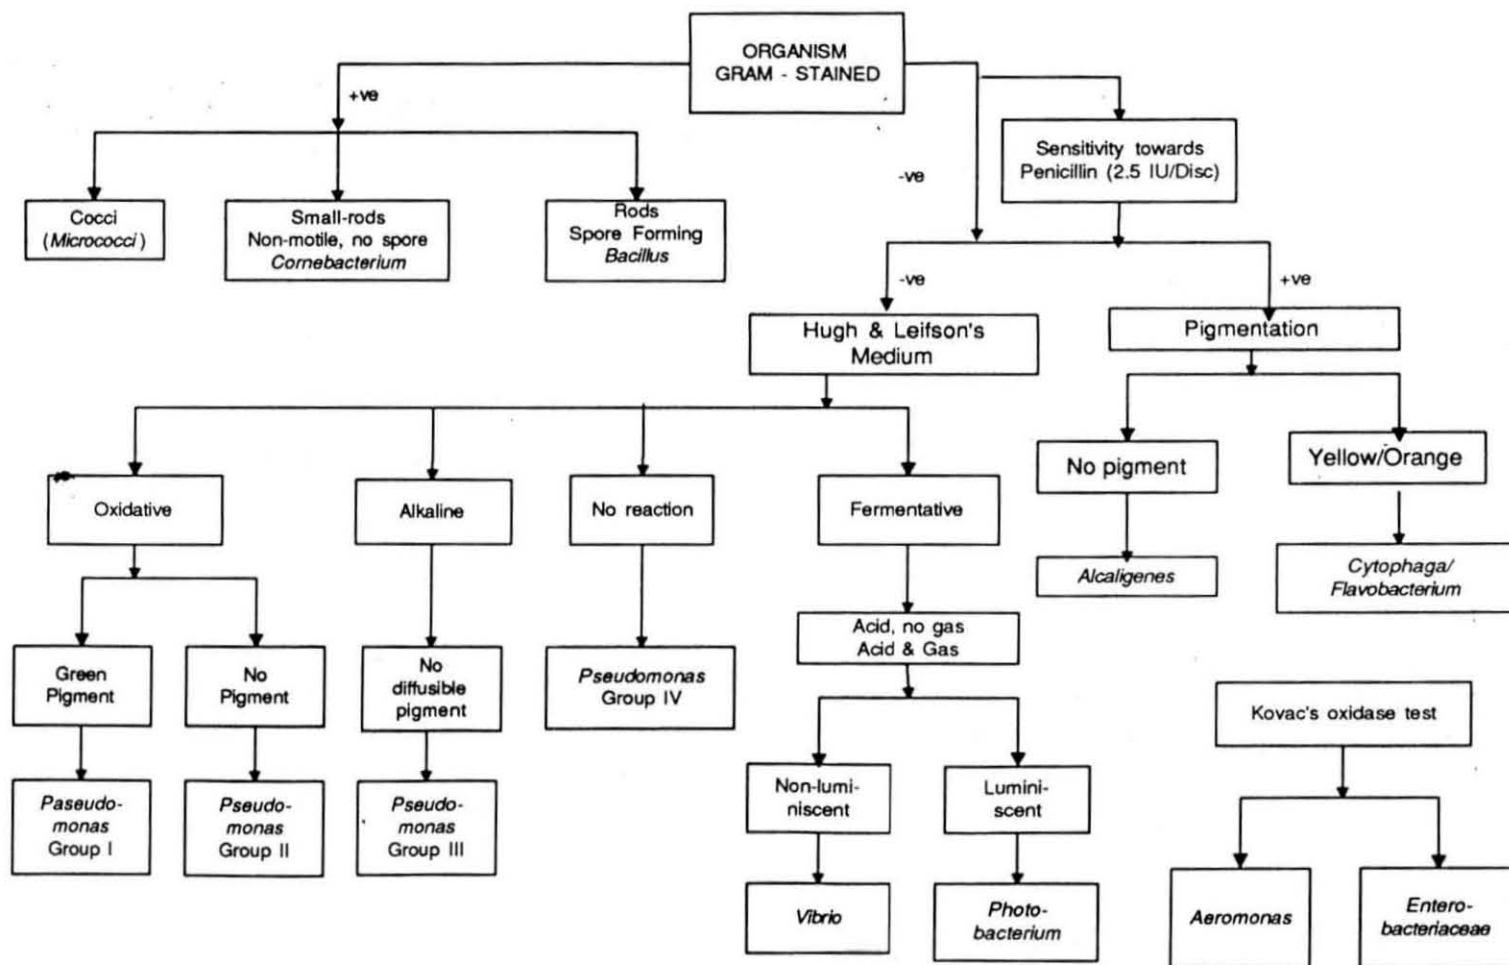 ORGANISM
GRAM - STAINED
+ve
-ve
Sensitivity towards
Penicillin (2.5 IU/Disc)
Cocci
(Micrococci)
Small-rods
Non-motile, no spore
Cornebacterium
Rods
Spore Forming
Bacillus
-ve
+ve
Hugh & Leifson's
Medium
Pigmentation
No pigment
Yellow/Orange
Oxidative
Alkaline
No reaction
Fermentative
Alcaligenes
Cytophaga/
Flavobacterium
Acid, no gas
Acid & Gas
Green
Pigment
No
Pigment
No
diffusible
pigment
Pseudomonas
Group IV
Kovac's oxidase test
Paseudo-
monas
Group I
Pseudo-
monas
Group II
Pseudo-
monas
Group III
Non-lumi-
niscent
Lumini-
scent
Vibrio
Photo-
bacterium
Aeromonas
Entero-
bacteriaceae